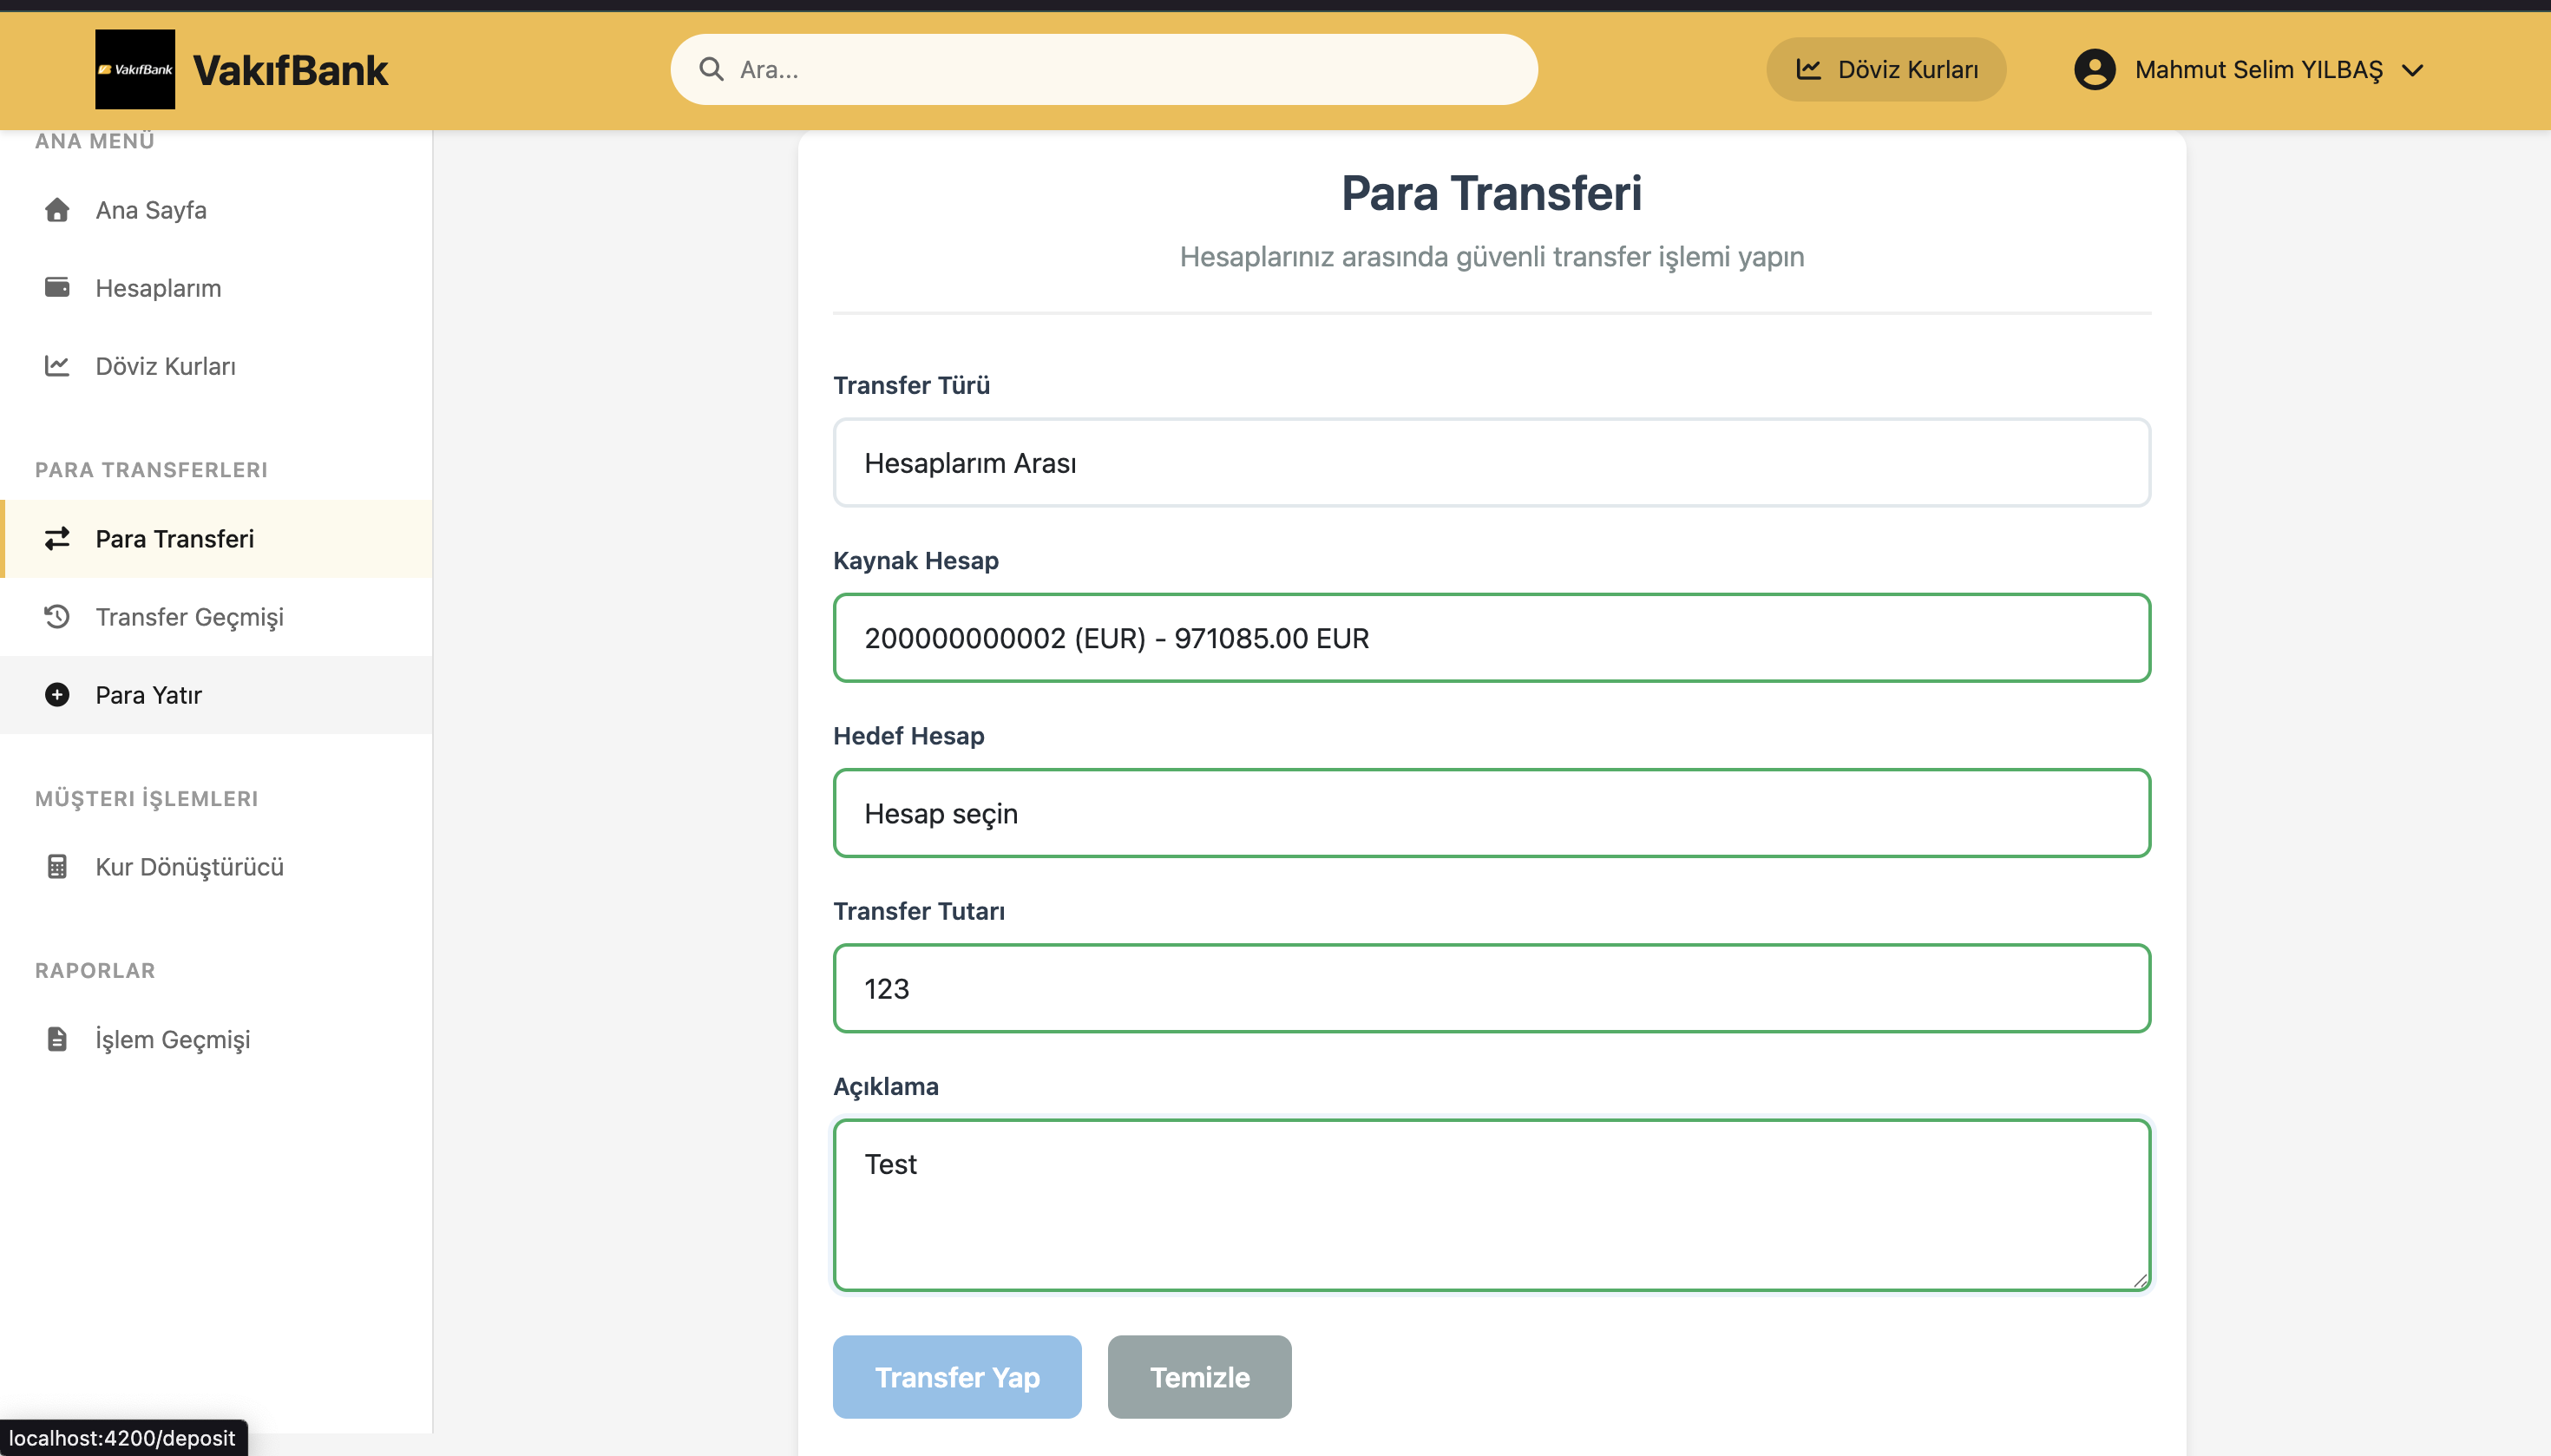 VakıfBank
VakıfBank
Ara...
Döviz Kurları
Mahmut Selim YILBAŞ
ANA MENÜ
Ana Sayfa
Hesaplarım
Döviz Kurları
PARA TRANSFERLERI
Para Transferi
Transfer Geçmişi
Para Yatır
MÜŞTERI İŞLEMLERI
Kur Dönüştürücü
RAPORLAR
İşlem Geçmişi
Para Transferi
Hesaplarınız arasında güvenli transfer işlemi yapın
Transfer Türü
Hesaplarım Arası
Kaynak Hesap
200000000002 (EUR) - 971085.00 EUR
Hedef Hesap
Hesap seçin
Transfer Tutarı
123
Açıklama
Test
Transfer Yap
Temizle
localhost:4200/deposit